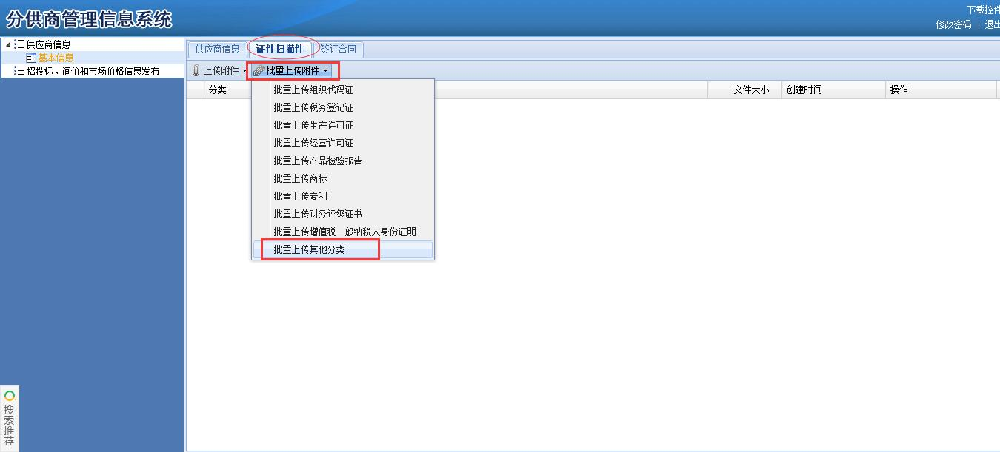 分供商管理信息系统
下载控件
修改密码 | 退出
供应商信息
基本信息
招投标、询价和市场价格信息发布
供应商信息 证件扫描件 签订合同
上传附件 批量上传附件
分类 文件大小 创建时间 操作
批量上传组织代码证
批量上传税务登记证
批量上传生产许可证
批量上传经营许可证
批量上传产品检验报告
批量上传商标
批量上传专利
批量上传财务评级证书
批量上传增值税一般纳税人身份证明
批量上传其他分类
搜索推荐